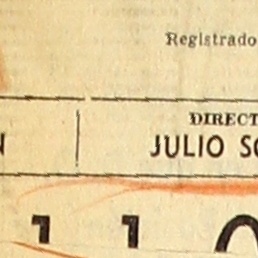 Registrado
DIRECT
N JULIO S